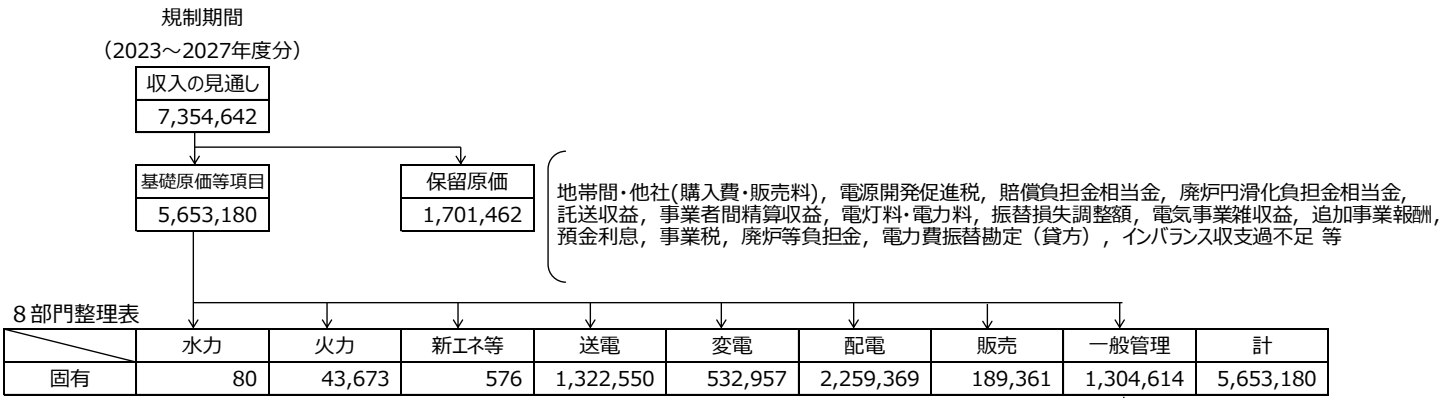 規制期間
（2023～2027年度分）
収入の見通し
7,354,642
基礎原価等項目
5,653,180
保留原価
1,701,462
地帯間・他社(購入費・販売料)，電源開発促進税，賠償負担金相当金，廃炉円滑化負担金相当金，
託送収益，事業者間精算収益，電灯料・電力料，振替損失調整額，電気事業雑収益，追加事業報酬，
預金利息，事業税，廃炉等負担金，電力費振替勘定（貸方），インバランス収支過不足 等
８部門整理表
水力 火力 新エネ等 送電 変電 配電 販売 一般管理 計
固有 80 43,673 576 1,322,550 532,957 2,259,369 189,361 1,304,614 5,653,180